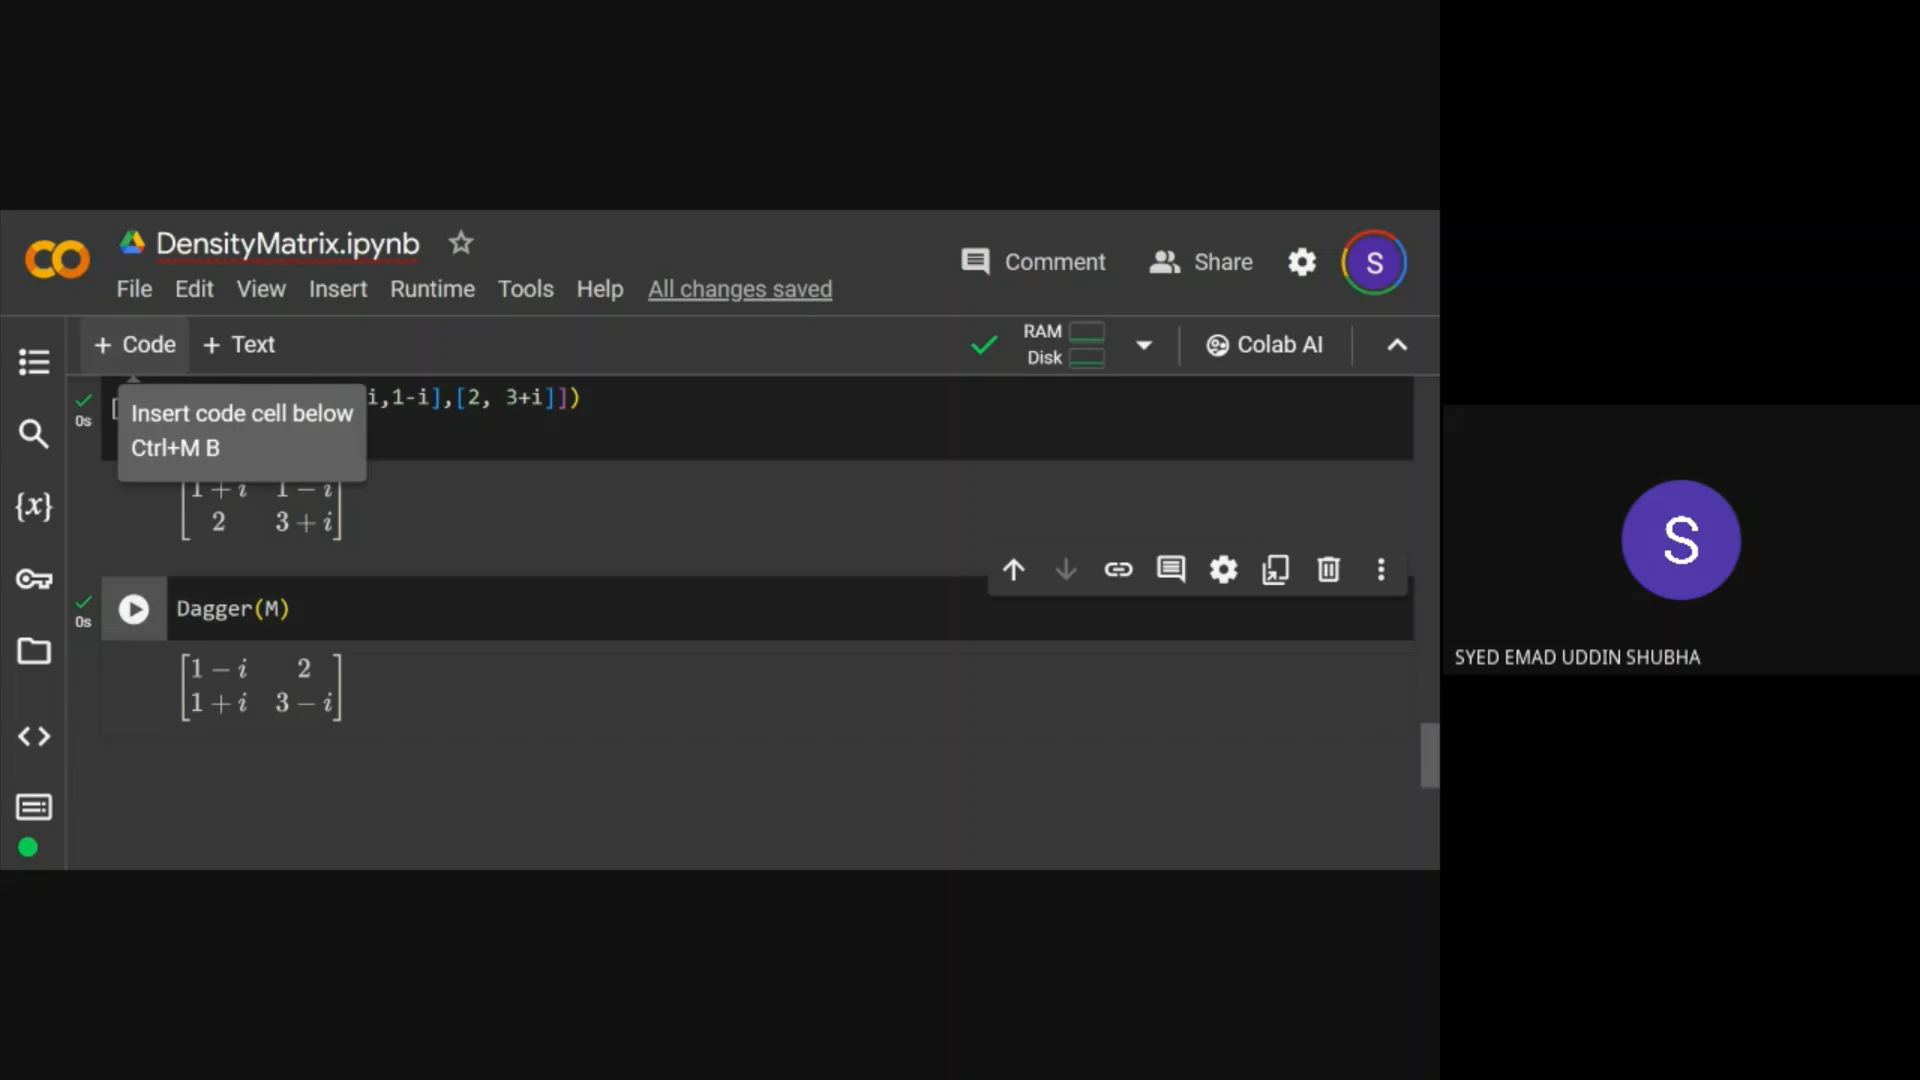 DensityMatrix.ipynb
Comment
Share
S
File Edit View Insert Runtime Tools Help All changes saved
+ Code + Text
RAM
Disk
Colab AI
i,1-i],[2, 3+i]])
0s
[
Insert code cell below
Ctrl+M B
{x}
1 + i 1 − i
2 3 + i
Dagger(M)
0s
1 − i 2
1 + i 3 − i
S
SYED EMAD UDDIN SHUBHA